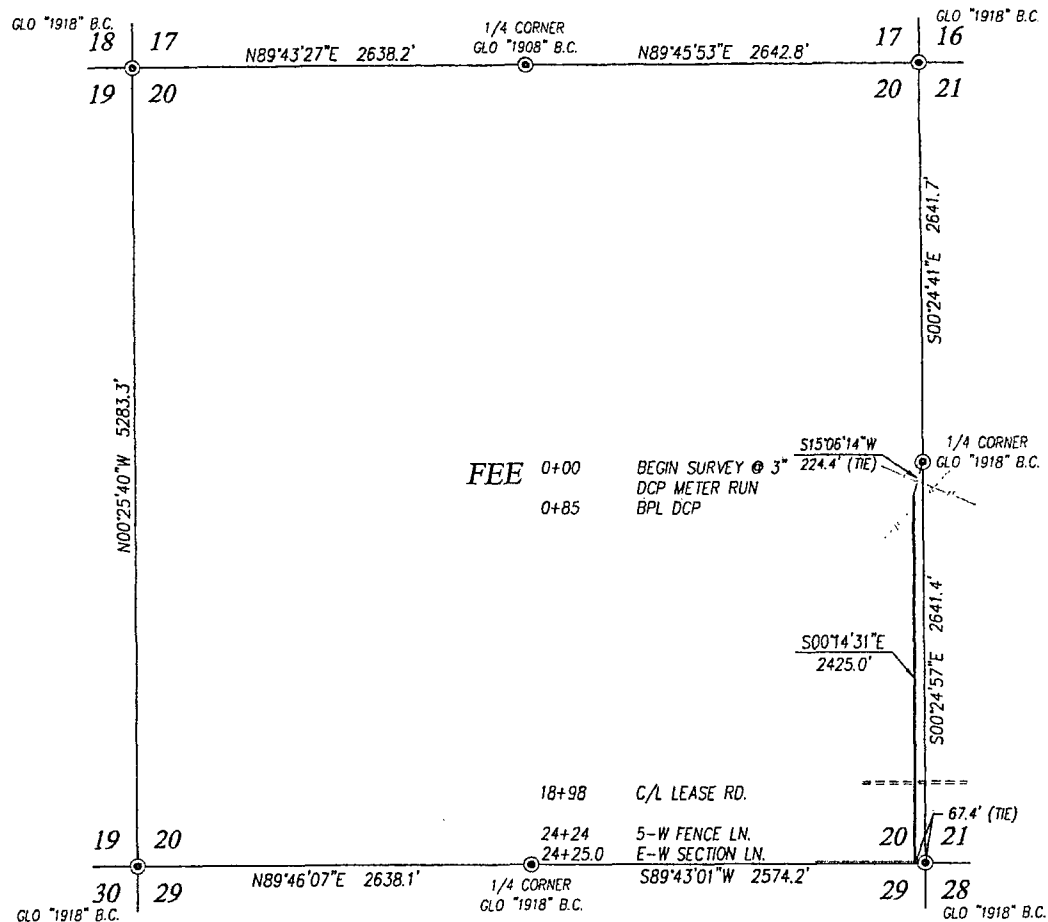 GLO "1918" B.C.
18 17
19 20
N89°43'27"E 2638.2'
1/4 CORNER
GLO "1908" B.C.
N89°45'53"E 2642.8'
GLO "1918" B.C.
17 16
20 21
S00°24'41"E 2641.7'
N00°25'40"W 5283.3'
1/4 CORNER
GLO "1918" B.C.
S15°06'14"W
224.4' (TIE)
FEE
0+00 BEGIN SURVEY @ 3"
DCP METER RUN
0+85 BPL DCP
S00°14'31"E
2425.0'
S00°24'57"E 2641.4'
18+98 C/L LEASE RD.
24+24 5-W FENCE LN.
24+25.0 E-W SECTION LN.
67.4' (TIE)
19 20
30 29
GLO "1918" B.C.
N89°46'07"E 2638.1'
1/4 CORNER
GLO "1918" B.C.
S89°43'01"W 2574.2'
20 21
29 28
GLO "1918" B.C.